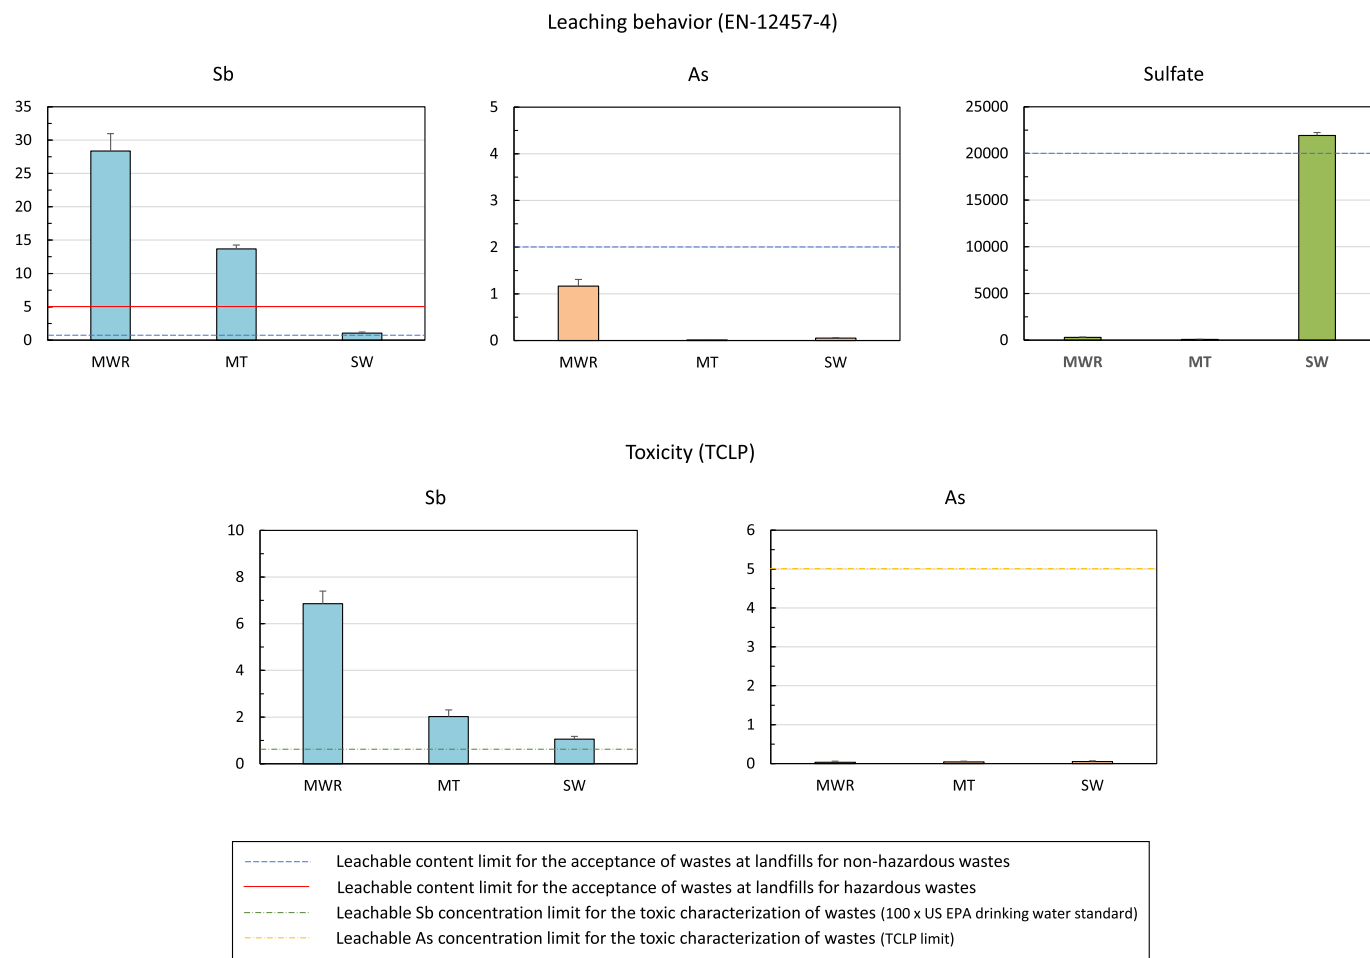 Leaching behavior (EN-12457-4)
Sb
As
Sulfate
35
30
25
20
15
10
5
0
MWR MT SW
5
4
3
2
1
0
MWR MT SW
25000
20000
15000
10000
5000
0
MWR MT SW
Toxicity (TCLP)
Sb
As
10
8
6
4
2
0
MWR MT SW
6
5
4
3
2
1
0
MWR MT SW
Leachable content limit for the acceptance of wastes at landfills for non-hazardous wastes
Leachable content limit for the acceptance of wastes at landfills for hazardous wastes
Leachable Sb concentration limit for the toxic characterization of wastes (100 x US EPA drinking water standard)
Leachable As concentration limit for the toxic characterization of wastes (TCLP limit)